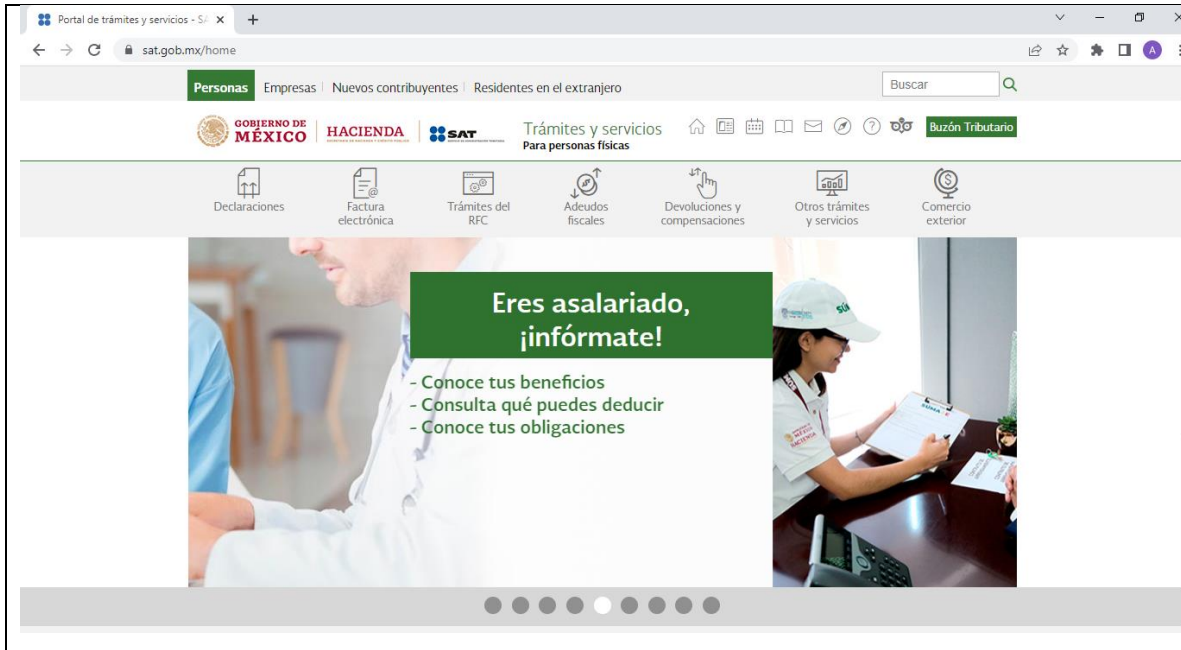 Portal de trámites y servicios - SA
sat.gob.mx/home
A
Personas Empresas Nuevos contribuyentes Residentes en el extranjero Buscar
GOBIERNO DE MÉXICO
HACIENDA
SAT
Trámites y servicios
Para personas físicas
Buzón Tributario
Declaraciones
Factura electrónica
Trámites del RFC
Adeudos fiscales
Devoluciones y compensaciones
Otros trámites y servicios
Comercio exterior
Eres asalariado,
¡infórmate!
- Conoce tus beneficios
- Consulta qué puedes deducir
- Conoce tus obligaciones
HACIENDA